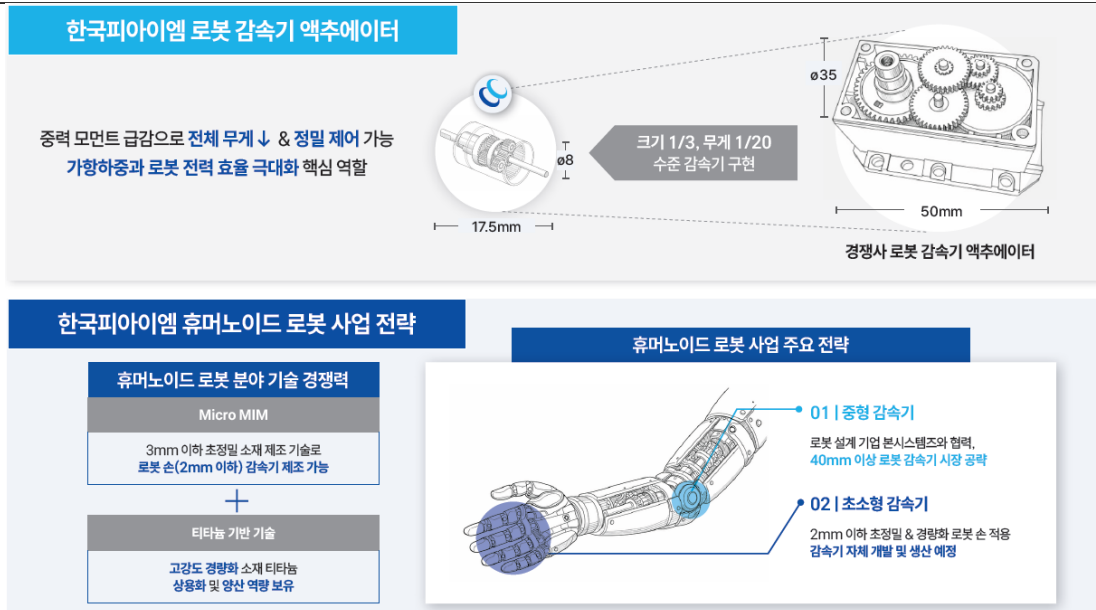 한국피아이엠 로봇 감속기 액추에이터
중력 모먼트 급감으로 전체 무게↓ & 정밀 제어 가능
가항하중과 로봇 전력 효율 극대화 핵심 역할
ø8
17.5mm
크기 1/3, 무게 1/20
수준 감속기 구현
ø35
50mm
경쟁사 로봇 감속기 액추에이터
한국피아이엠 휴머노이드 로봇 사업 전략
휴머노이드 로봇 분야 기술 경쟁력
Micro MIM
3mm 이하 초정밀 소재 제조 기술로
로봇 손(2mm 이하) 감속기 제조 가능
+
티타늄 기반 기술
고강도 경량화 소재 티타늄
상용화 및 양산 역량 보유
휴머노이드 로봇 사업 주요 전략
01 | 중형 감속기
로봇 설계 기업 본시스템즈와 협력,
40mm 이상 로봇 감속기 시장 공략
02 | 초소형 감속기
2mm 이하 초정밀 & 경량화 로봇 손 적용
감속기 자체 개발 및 생산 예정